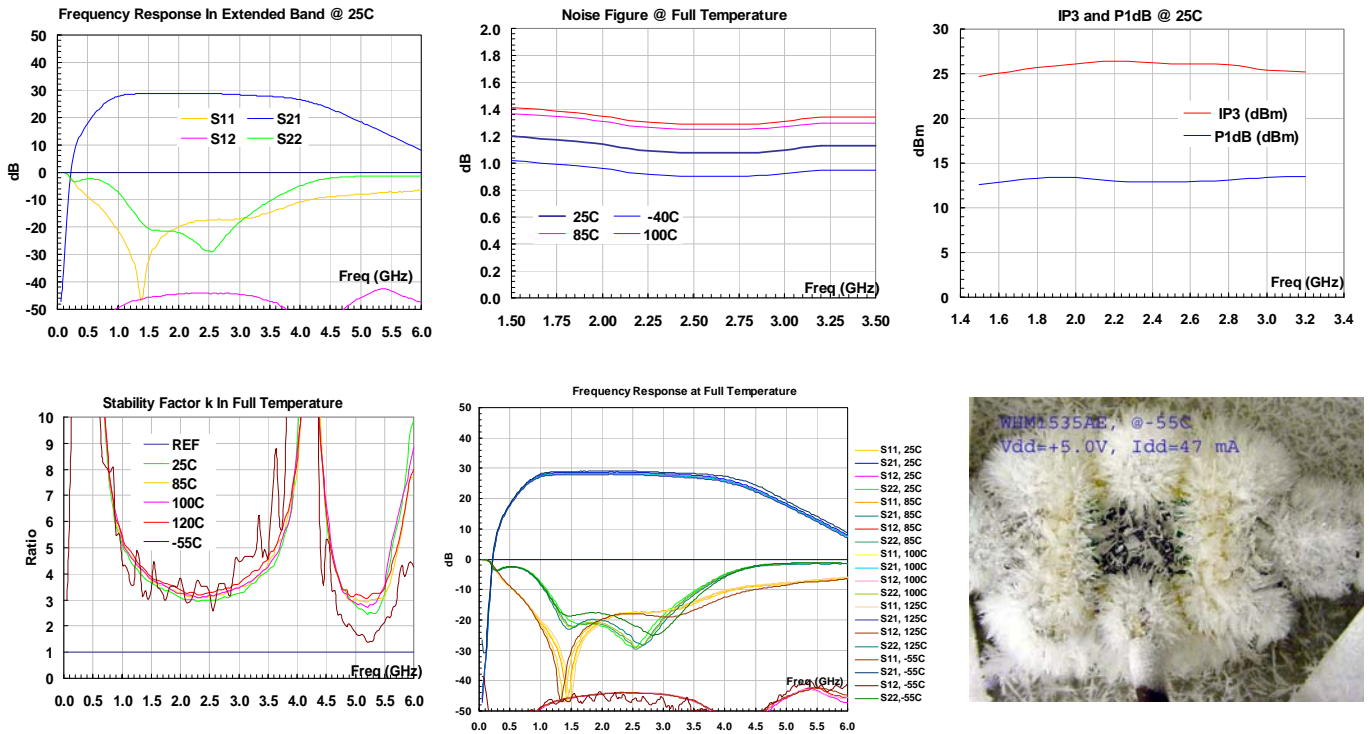 Frequency Response In Extended Band @ 25C
50
40
30
20
10
0
-10
-20
-30
-40
-50
dB
S11 S21
S12 S22
Freq (GHz)
0.0 0.5 1.0 1.5 2.0 2.5 3.0 3.5 4.0 4.5 5.0 5.5 6.0
Noise Figure @ Full Temperature
2.0
1.8
1.6
1.4
1.2
1.0
0.8
0.6
0.4
0.2
0.0
dB
25C -40C
85C 100C
Freq (GHz)
1.50 1.75 2.00 2.25 2.50 2.75 3.00 3.25 3.50
IP3 and P1dB @ 25C
30
25
20
15
10
5
0
dBm
IP3 (dBm)
P1dB (dBm)
Freq (GHz)
1.4 1.6 1.8 2.0 2.2 2.4 2.6 2.8 3.0 3.2 3.4
Stability Factor k In Full Temperature
10
9
8
7
6
5
4
3
2
1
0
Ratio
REF
25C
85C
100C
120C
-55C
Freq (GHz)
0.0 0.5 1.0 1.5 2.0 2.5 3.0 3.5 4.0 4.5 5.0 5.5 6.0
Frequency Response at Full Temperature
50
40
30
20
10
0
-10
-20
-30
-40
-50
dB
Freq (GHz)
0.0 0.5 1.0 1.5 2.0 2.5 3.0 3.5 4.0 4.5 5.0 5.5 6.0
S11, 25C
S21, 25C
S12, 25C
S22, 25C
S11, 85C
S21, 85C
S12, 85C
S22, 85C
S11, 100C
S21, 100C
S12, 100C
S22, 100C
S11, 125C
S21, 125C
S12, 125C
S22, 125C
S11, -55C
S21, -55C
S12, -55C
S22,-55C
WHM1535AE, @-55C
Vdd=+5.0V, Idd=47 mA